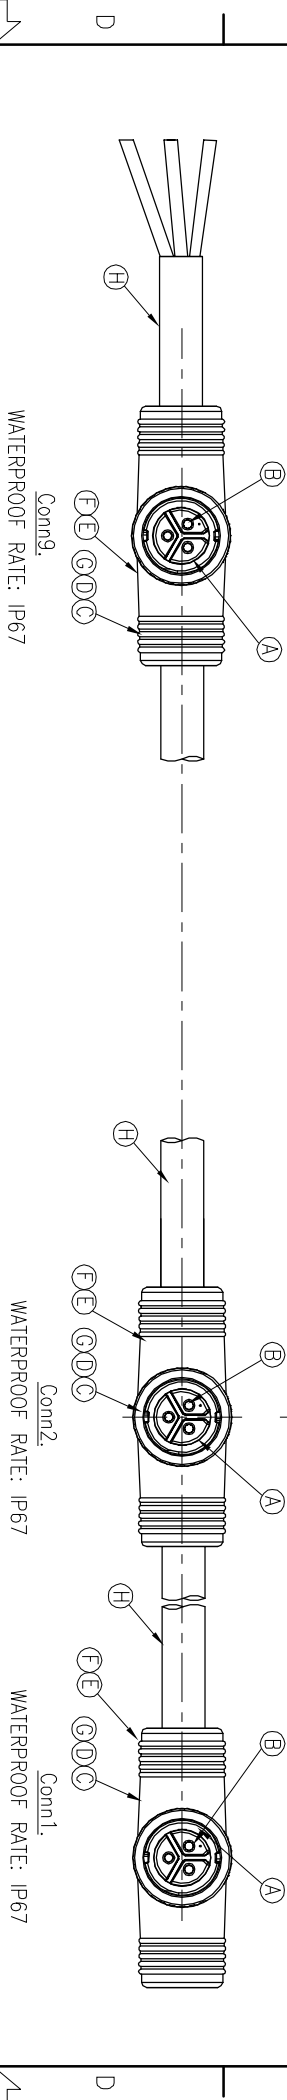 D
H
B
F E G D C
A
Conn9.
WATERPROOF RATE: IP67
H
F E G D C
B
A
Conn2.
WATERPROOF RATE: IP67
H
F E
G D C
B
A
Conn1.
WATERPROOF RATE: IP67
D